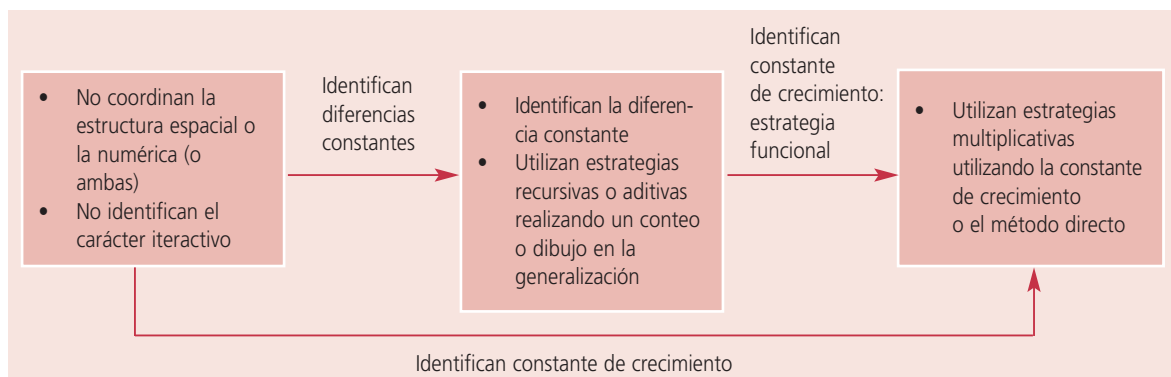 • No coordinan la
estructura espacial o
la numérica (o
ambas)
• No identifican el
carácter iteractivo
Identifican
diferencias
constantes
• Identifican la diferen-
cia constante
• Utilizan estrategias
recursivas o aditivas
realizando un conteo
o dibujo en la
generalización
Identifican
constante
de crecimiento:
estrategia
funcional
• Utilizan estrategias
multiplicativas
utilizando la constante
de crecimiento
o el método directo
Identifican constante de crecimiento